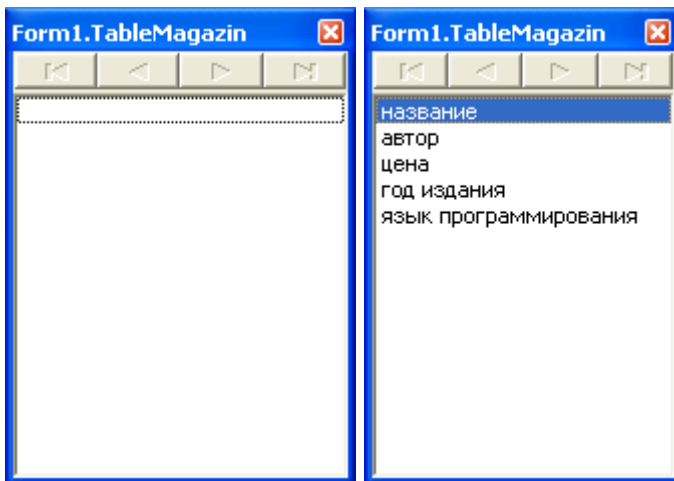 Form1.TableMagazin
Form1.TableMagazin
название
автор
цена
год издания
язык программирования